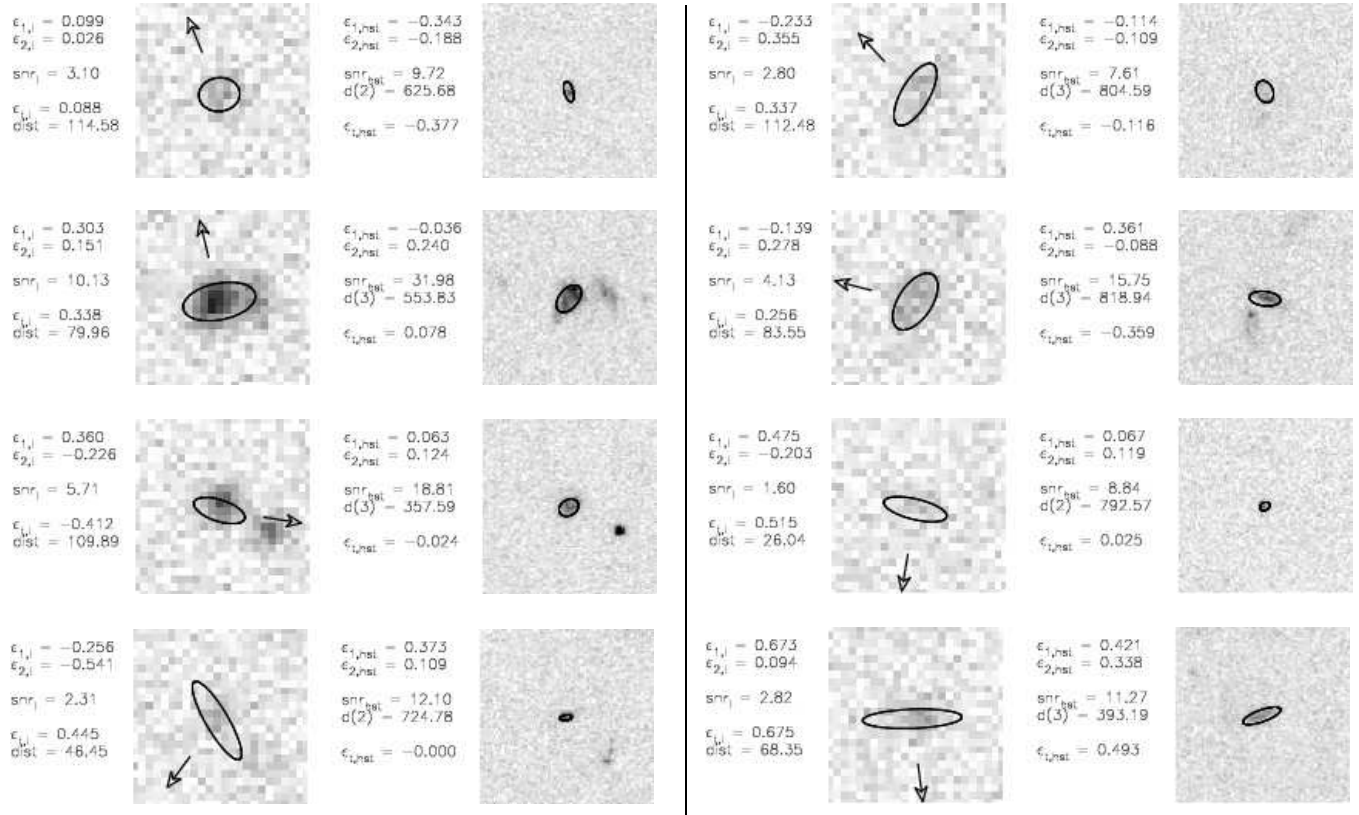 ε1,i = 0.099
ε2,i = 0.026
snri = 3.10
εt,i = 0.088
dist = 114.58
ε1,hst = −0.343
ε2,hst = −0.188
snrhst = 9.72
d(2) = 625.68
εt,hst = −0.377
ε1,i = −0.233
ε2,i = 0.355
snri = 2.80
εt,i = 0.337
dist = 112.48
ε1,hst = −0.114
ε2,hst = −0.109
snrhst = 7.61
d(3) = 804.59
εt,hst = −0.116
ε1,i = 0.303
ε2,i = 0.151
snri = 10.13
εt,i = 0.338
dist = 79.96
ε1,hst = −0.036
ε2,hst = 0.240
snrhst = 31.98
d(3) = 553.83
εt,hst = 0.078
ε1,i = −0.139
ε2,i = 0.278
snri = 4.13
εt,i = 0.256
dist = 83.55
ε1,hst = 0.361
ε2,hst = −0.088
snrhst = 15.75
d(3) = 818.94
εt,hst = −0.359
ε1,i = 0.360
ε2,i = −0.226
snri = 5.71
εt,i = −0.412
dist = 109.89
ε1,hst = 0.063
ε2,hst = 0.124
snrhst = 18.81
d(3) = 357.59
εt,hst = −0.024
ε1,i = 0.475
ε2,i = −0.203
snri = 1.60
εt,i = 0.515
dist = 26.04
ε1,hst = 0.067
ε2,hst = 0.119
snrhst = 8.84
d(2) = 792.57
εt,hst = 0.025
ε1,i = −0.256
ε2,i = −0.541
snri = 2.31
εt,i = 0.445
dist = 46.45
ε1,hst = 0.373
ε2,hst = 0.109
snrhst = 12.10
d(2) = 724.78
εt,hst = −0.000
ε1,i = 0.673
ε2,i = 0.094
snri = 2.82
εt,i = 0.675
dist = 68.35
ε1,hst = 0.421
ε2,hst = 0.338
snrhst = 11.27
d(3) = 393.19
εt,hst = 0.493